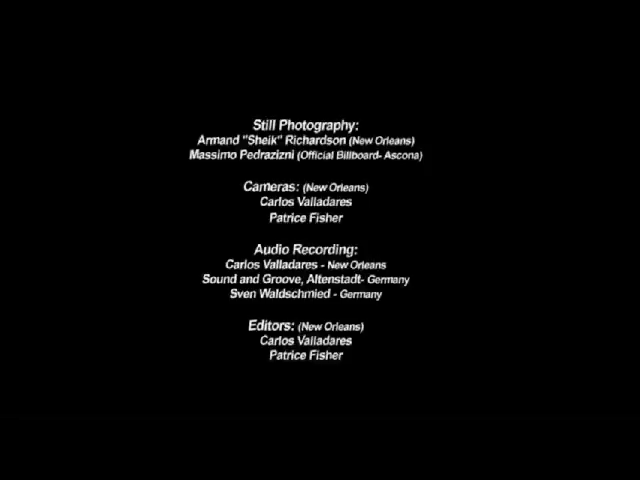 Still Photography:
Armand "Sheik" Richardson (New Orleans)
Massimo Pedrazizni (Official Billboard- Ascona)
Cameras: (New Orleans)
Carlos Valladares
Patrice Fisher
Audio Recording:
Carlos Valladares - New Orleans
Sound and Groove, Altenstadt- Germany
Sven Waldschmied - Germany
Editors: (New Orleans)
Carlos Valladares
Patrice Fisher